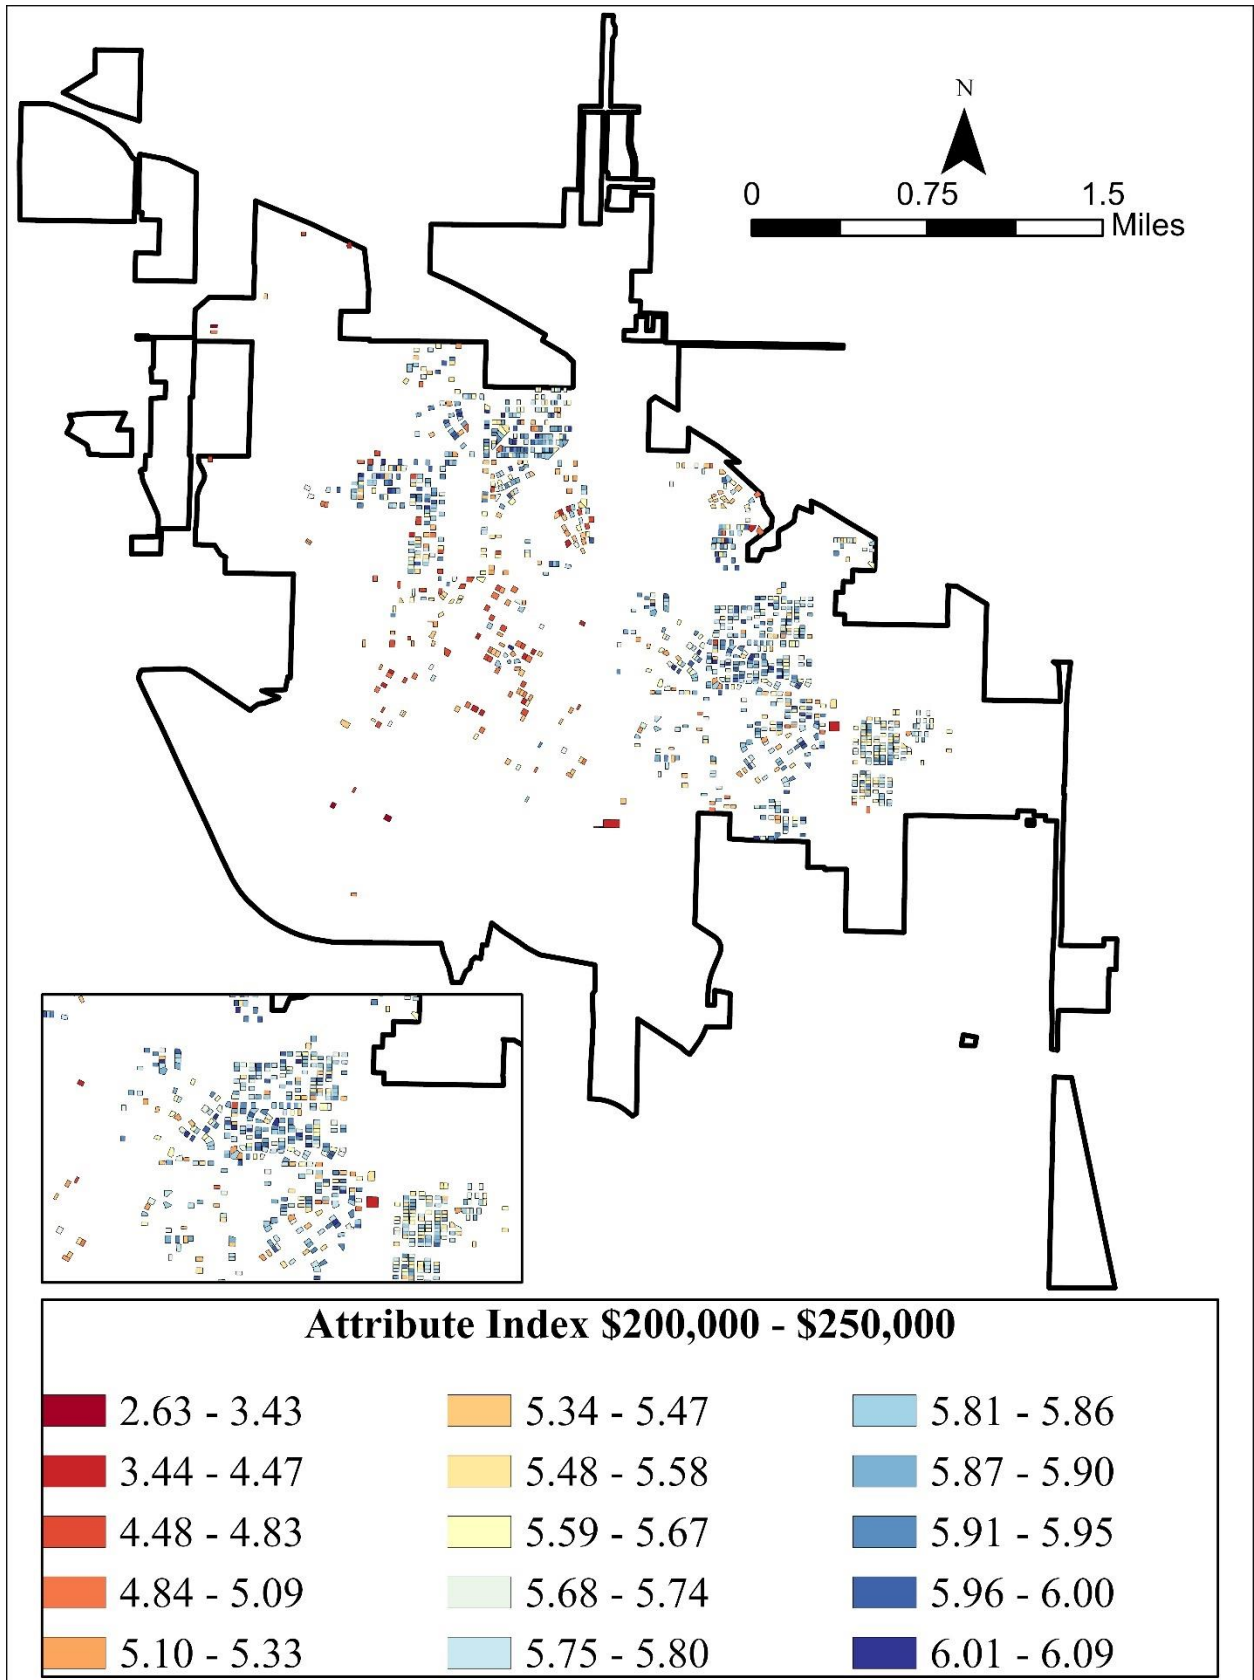 N
0 0.75 1.5
Miles
Attribute Index $200,000 - $250,000
2.63 - 3.43 5.34 - 5.47 5.81 - 5.86
3.44 - 4.47 5.48 - 5.58 5.87 - 5.90
4.48 - 4.83 5.59 - 5.67 5.91 - 5.95
4.84 - 5.09 5.68 - 5.74 5.96 - 6.00
5.10 - 5.33 5.75 - 5.80 6.01 - 6.09